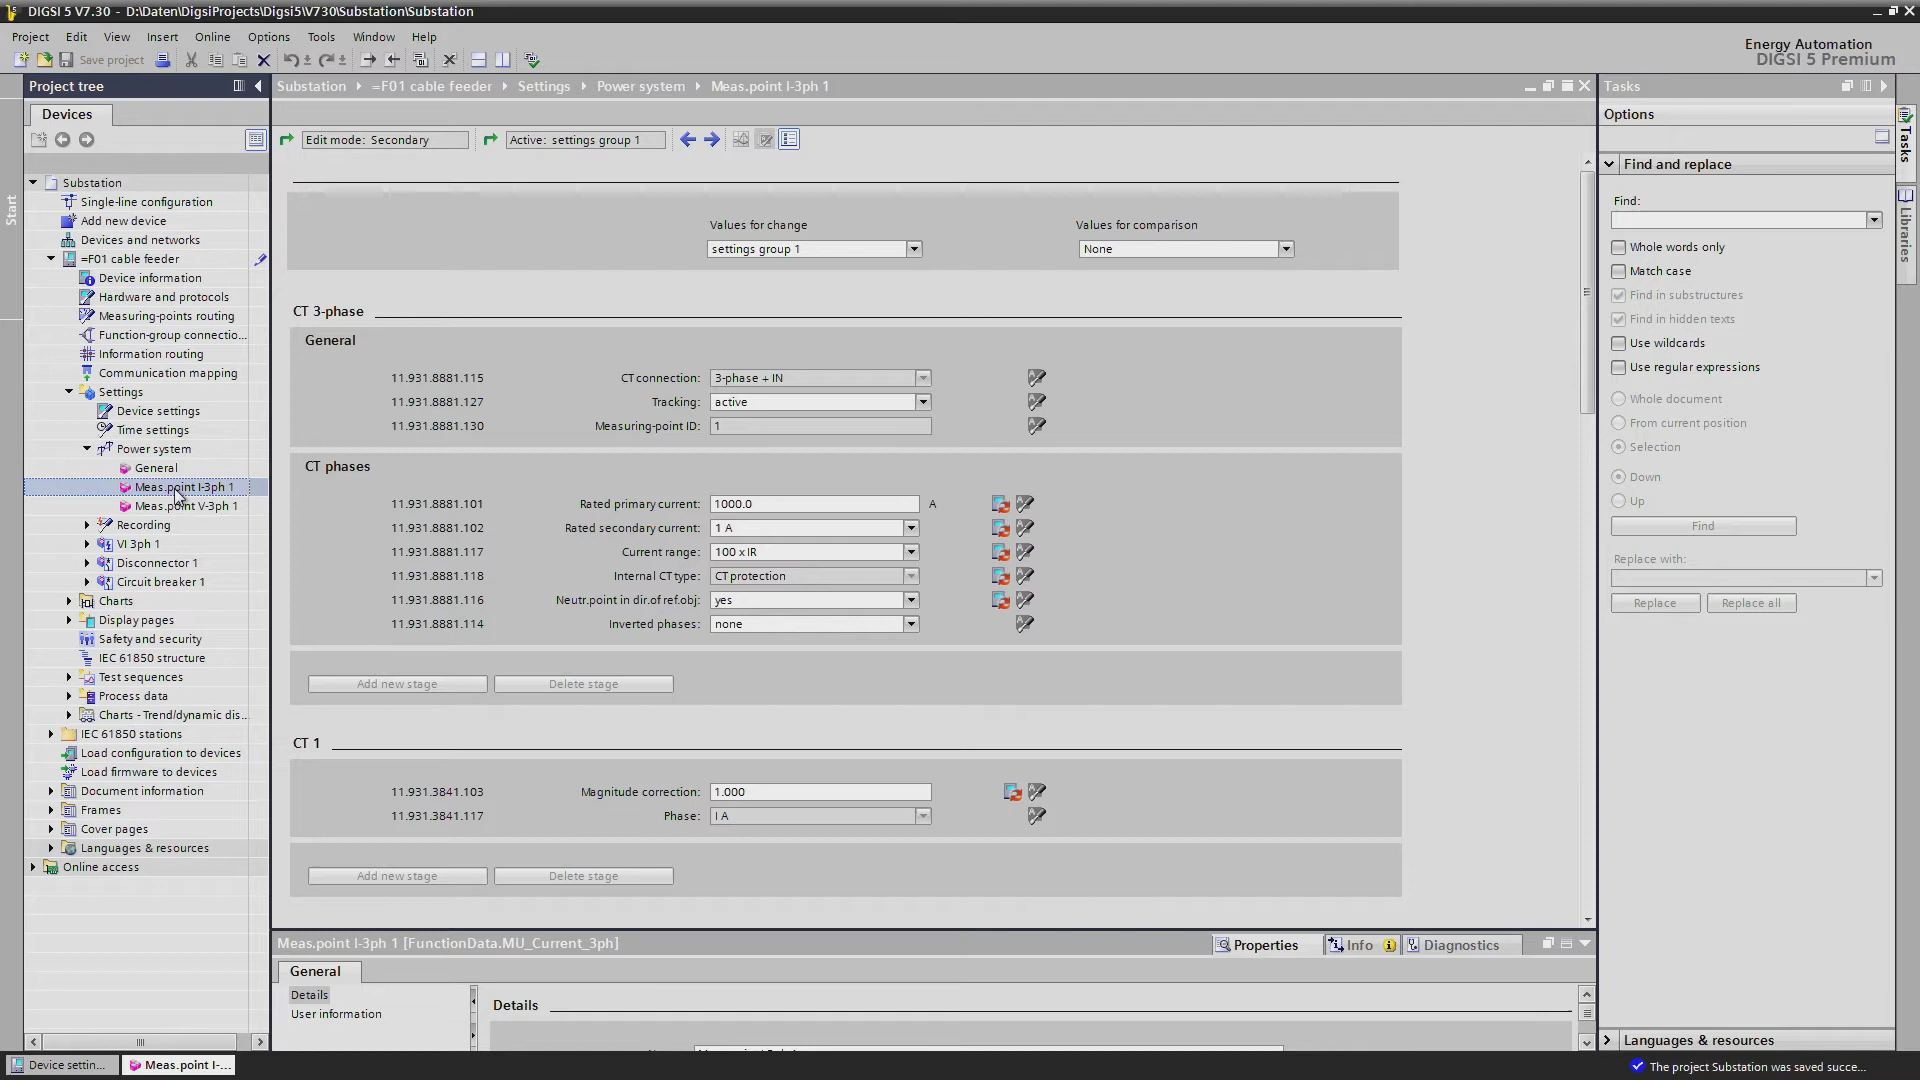 DIGSI 5 V7.30 - D:\Daten\DigsiProjects\Digsi5\V730\Substation\Substation
Project Edit View Insert Online Options Tools Window Help
Save project
Energy Automation
DIGSI 5 Premium
Start
Project tree
Devices
Substation
Single-line configuration
Add new device
Devices and networks
=F01 cable feeder
Device information
Hardware and protocols
Measuring-points routing
Function-group connectio...
Information routing
Communication mapping
Settings
Device settings
Time settings
Power system
General
Meas.point I-3ph 1
Meas.point V-3ph 1
Recording
VI 3ph 1
Disconnector 1
Circuit breaker 1
Charts
Display pages
Safety and security
IEC 61850 structure
Test sequences
Process data
Charts - Trend/dynamic dis...
IEC 61850 stations
Load configuration to devices
Load firmware to devices
Document information
Frames
Cover pages
Languages & resources
Online access
Substation =F01 cable feeder Settings Power system Meas.point I-3ph 1
Edit mode: Secondary Active: settings group 1
Values for change Values for comparison
settings group 1 None
CT 3-phase
General
11.931.8881.115 CT connection: 3-phase + IN
11.931.8881.127 Tracking: active
11.931.8881.130 Measuring-point ID: 1
CT phases
11.931.8881.101 Rated primary current: 1000.0 A
11.931.8881.102 Rated secondary current: 1 A
11.931.8881.117 Current range: 100 x IR
11.931.8881.118 Internal CT type: CT protection
11.931.8881.116 Neutr.point in dir.of ref.obj: yes
11.931.8881.114 Inverted phases: none
Add new stage Delete stage
CT 1
11.931.3841.103 Magnitude correction: 1.000
11.931.3841.117 Phase: I A
Add new stage Delete stage
Meas.point I-3ph 1 [FunctionData.MU_Current_3ph] Properties Info Diagnostics
General
Details
User information
Details
Tasks
Options
Find and replace
Find:
Whole words only
Match case
Find in substructures
Find in hidden texts
Use wildcards
Use regular expressions
Whole document
From current position
Selection
Down
Up
Find
Replace with:
Replace Replace all
Languages & resources
Tasks
Libraries
Device settin... Meas.point I-... The project Substation was saved succe...